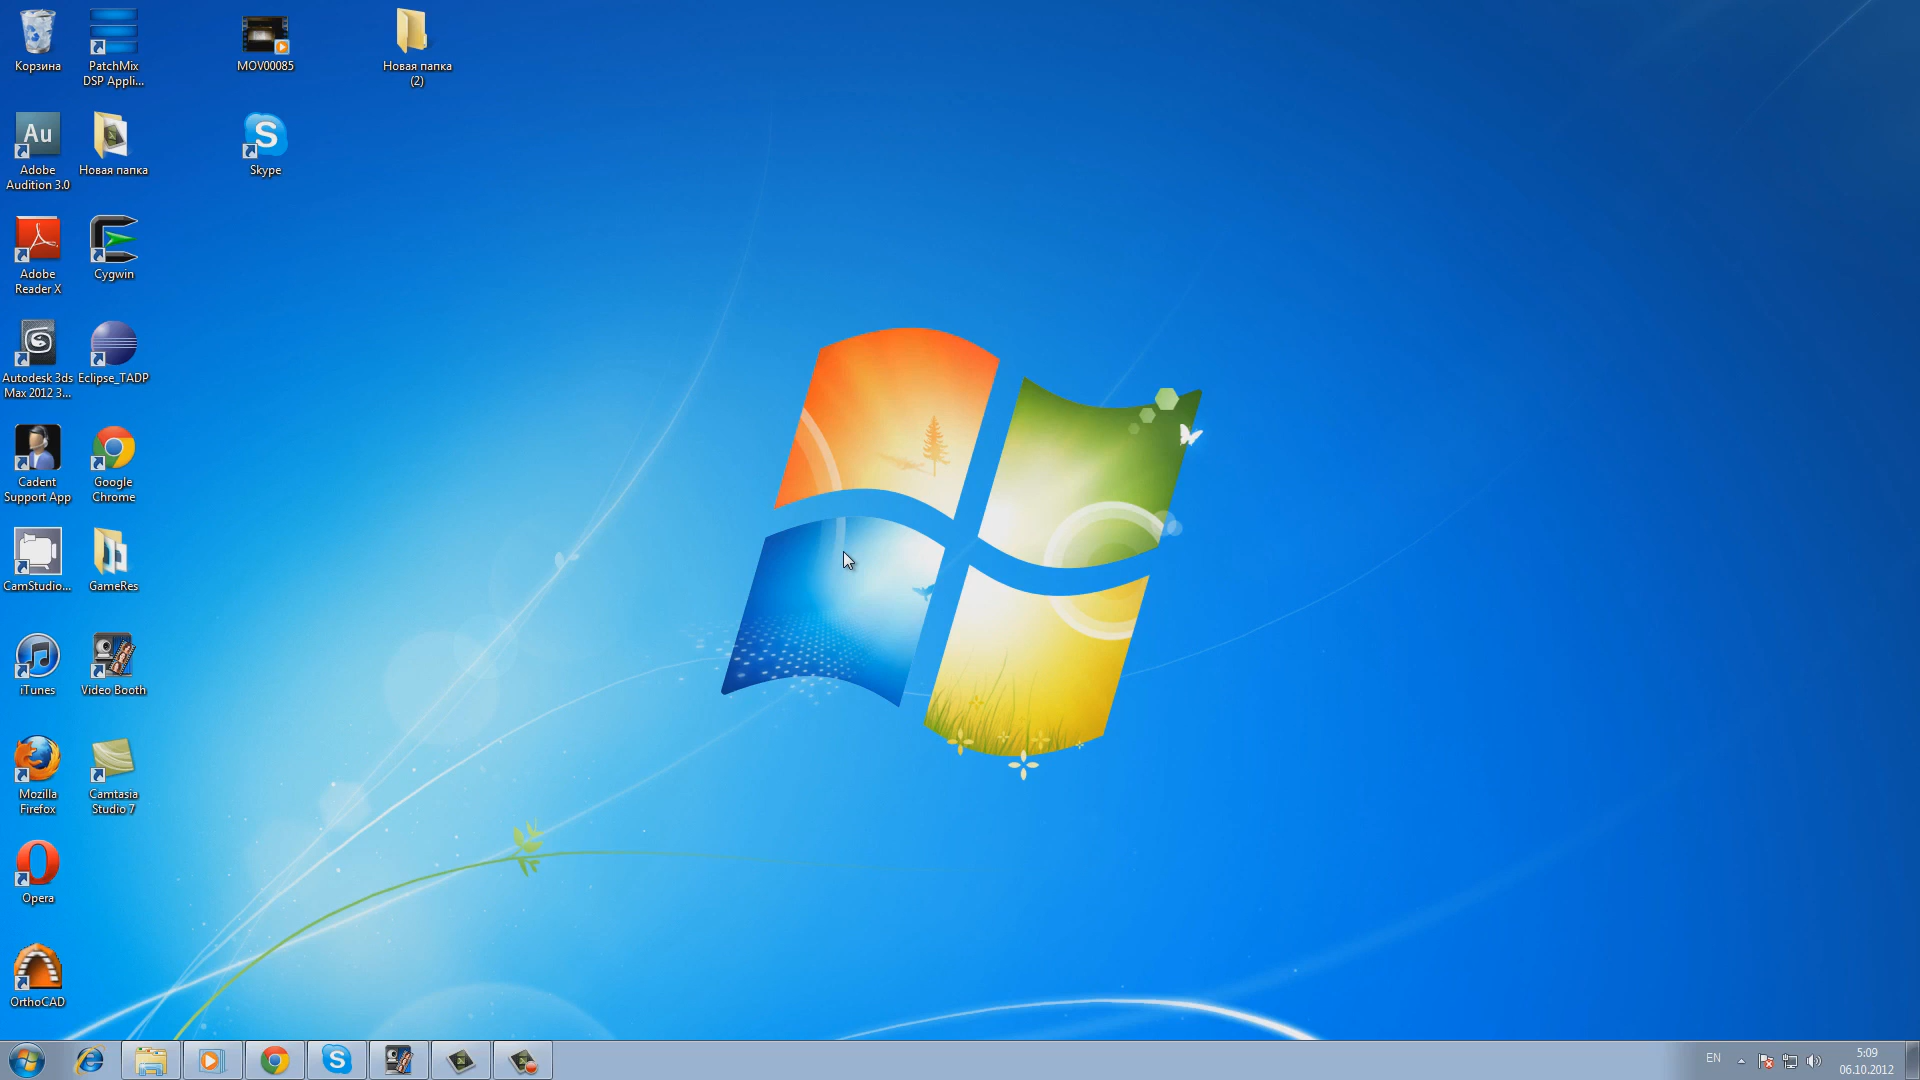 Корзина
PatchMix
DSP Appli...
MOV00085
Новая папка
(2)
Au
Adobe
Audition 3.0
Новая папка
S
Skype
Adobe
Reader X
Cygwin
Autodesk 3ds
Max 2012 3...
Eclipse_TADP
Cadent
Support App
Google
Chrome
CamStudio...
GameRes
iTunes
Video Booth
Mozilla
Firefox
Camtasia
Studio 7
Opera
OrthoCAD
EN
5:09
06.10.2012